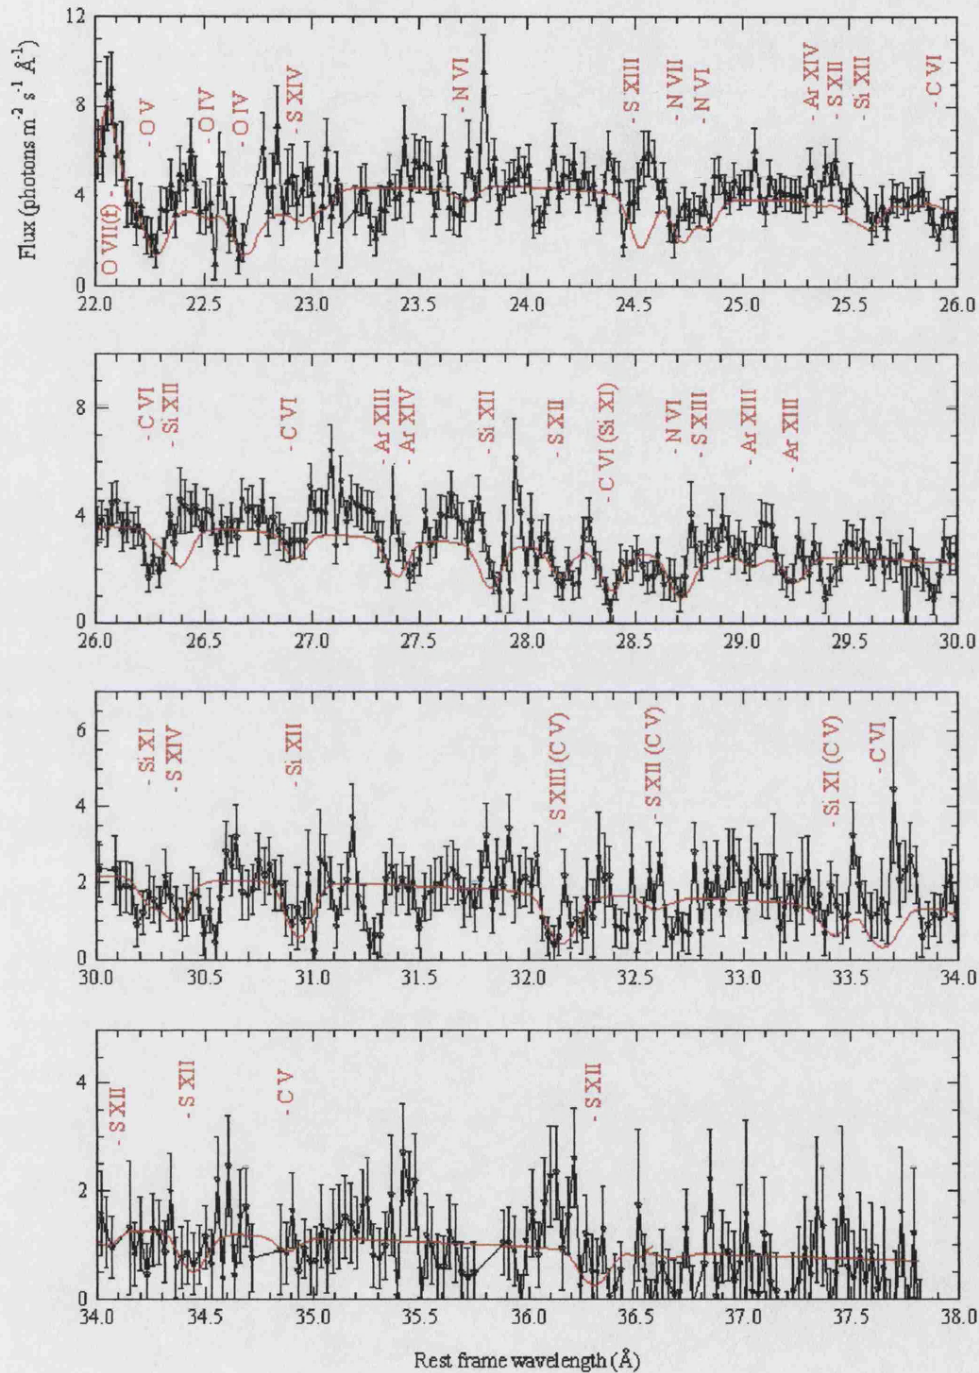 Flux (photons m⁻² s⁻¹ Å⁻¹)
12
8
4
0
O VII(f)
- O V
- O IV
- O IV
- S XIV
- N VI
- S XIII
- N VII
- N VI
- Ar XIV
- S XII
- Si XII
- C VI
22.0 22.5 23.0 23.5 24.0 24.5 25.0 25.5 26.0
8
4
0
- C VI
- Si XII
- C VI
- Ar XIII
- Ar XIV
- Si XII
- S XII
- C VI (Si XI)
- N VI
- S XIII
- Ar XIII
- Ar XIII
26.0 26.5 27.0 27.5 28.0 28.5 29.0 29.5 30.0
6
4
2
0
- Si XI
- S XIV
- Si XII
- S XIII (C V)
- S XII (C V)
- Si XI (C V)
- C VI
30.0 30.5 31.0 31.5 32.0 32.5 33.0 33.5 34.0
4
2
0
- S XII
- S XII
- C V
- S XII
34.0 34.5 35.0 35.5 36.0 36.5 37.0 37.5 38.0
Rest frame wavelength (Å)